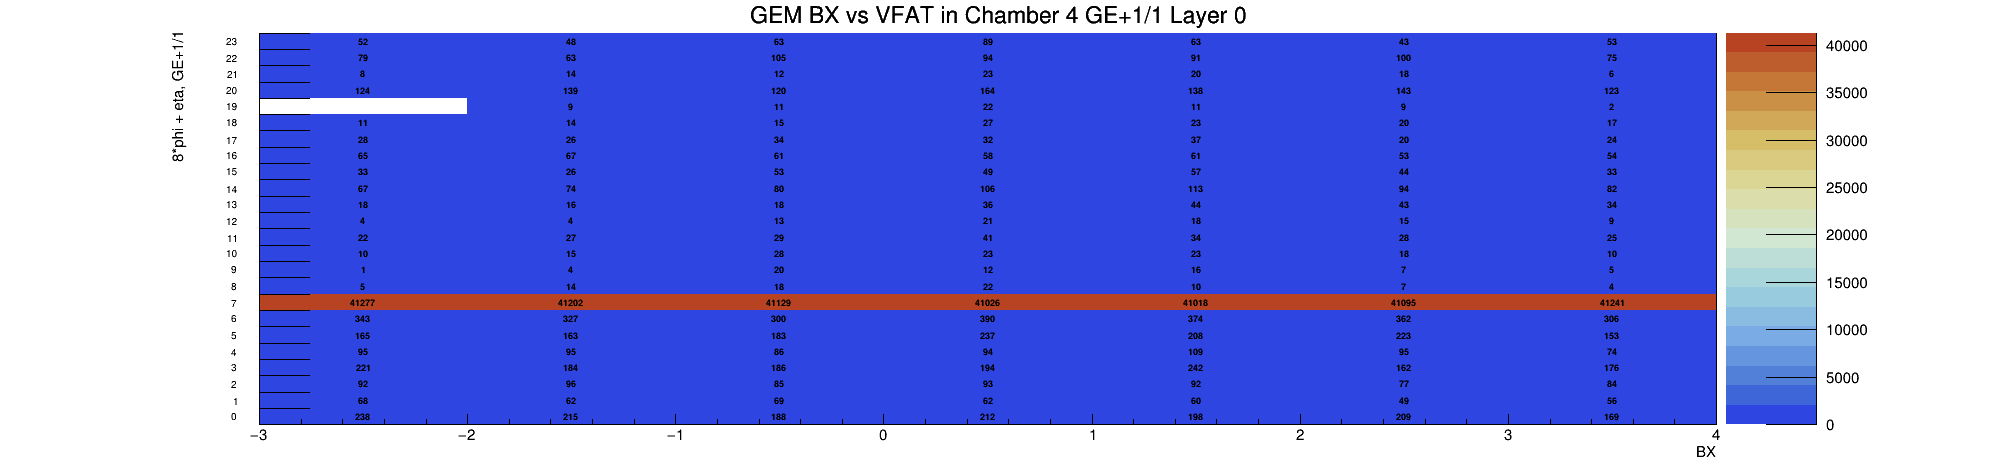 GEM BX vs VFAT in Chamber 4 GE+1/1 Layer 0
8*phi + eta, GE+1/1
23 52 48 63 89 63 43 53
22 79 63 105 94 91 100 75
21 8 14 12 23 20 18 6
20 124 139 120 164 138 143 123
19 9 11 22 11 9 2
18 11 14 15 27 23 20 17
17 28 26 34 32 37 20 24
16 65 67 61 58 61 53 54
15 33 26 53 49 57 44 33
14 67 74 80 106 113 94 82
13 18 16 18 36 44 43 34
12 4 4 13 21 18 15 9
11 22 27 29 41 34 28 25
10 10 15 28 23 23 18 10
9 1 4 20 12 16 7 5
8 5 14 18 22 10 7 4
7 41277 41202 41129 41026 41018 41095 41241
6 343 327 300 390 374 362 306
5 165 163 183 237 208 223 153
4 95 95 86 94 109 95 74
3 221 184 186 194 242 162 176
2 92 96 85 93 92 77 84
1 68 62 69 62 60 49 56
0 238 215 188 212 198 209 169
−3 −2 −1 0 1 2 3 4
BX
40000
35000
30000
25000
20000
15000
10000
5000
0